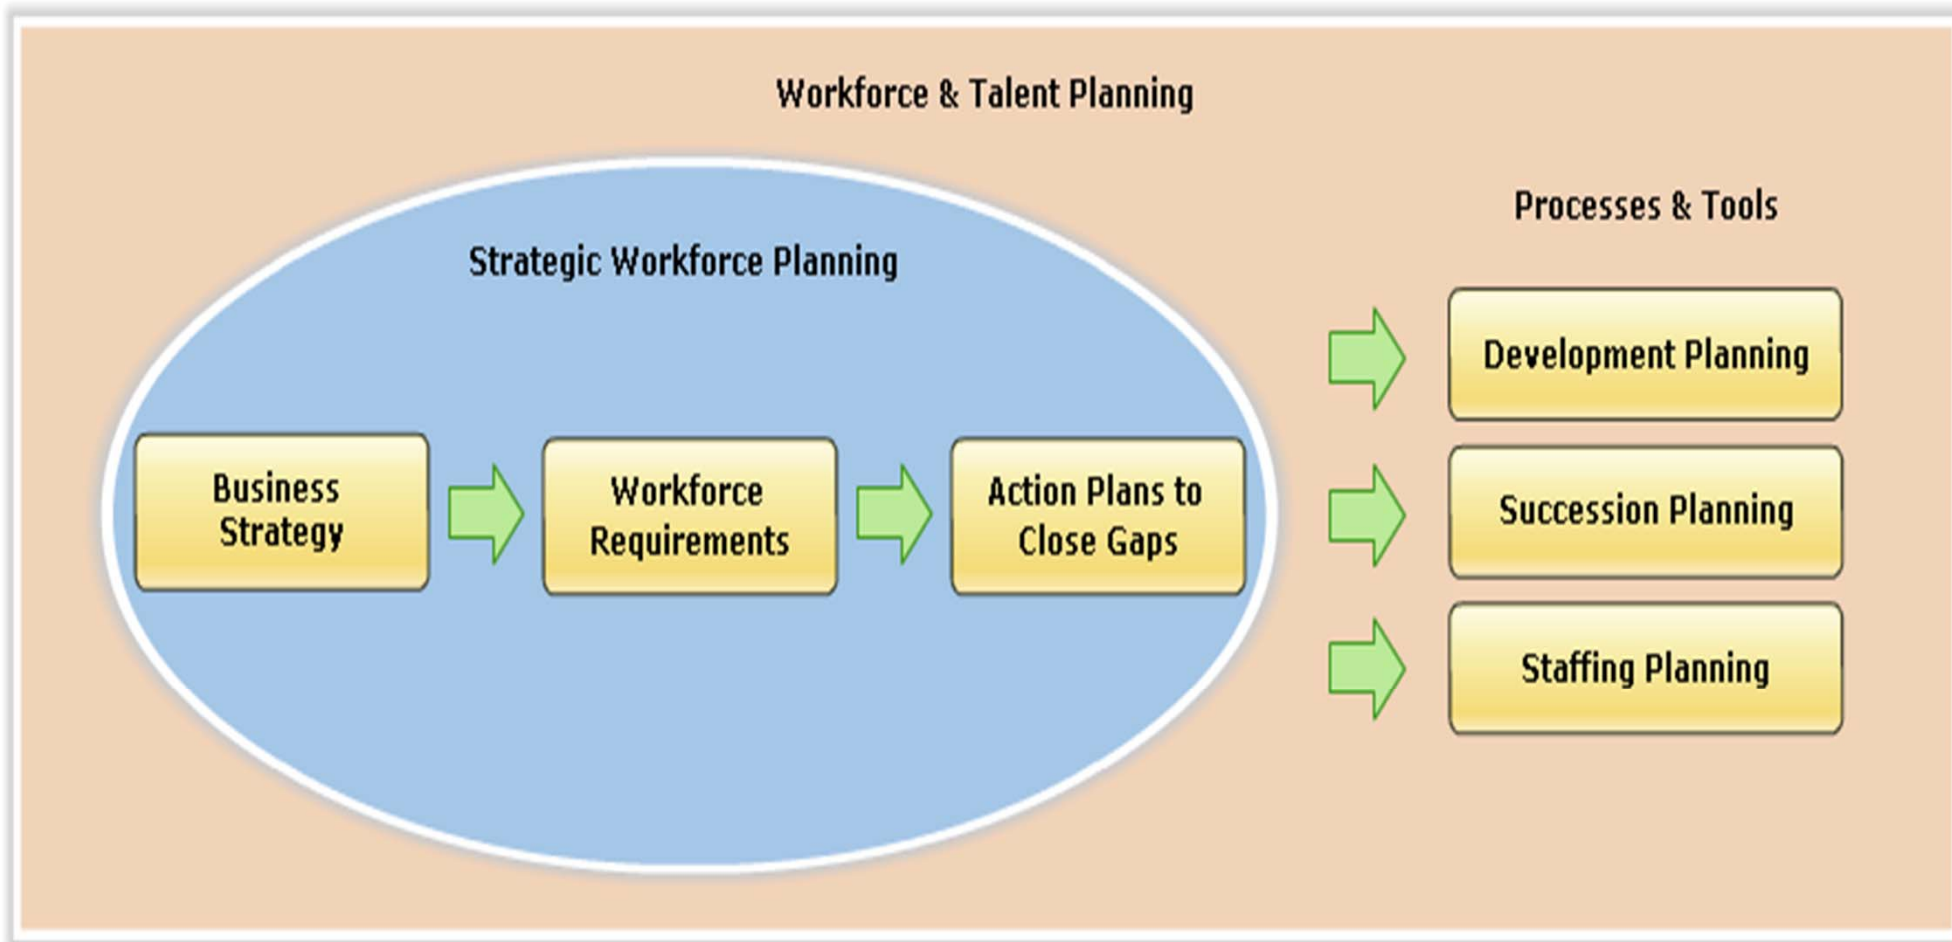 Workforce & Talent Planning
Strategic Workforce Planning
Business
Strategy
Workforce
Requirements
Action Plans to
Close Gaps
Processes & Tools
Development Planning
Succession Planning
Staffing Planning